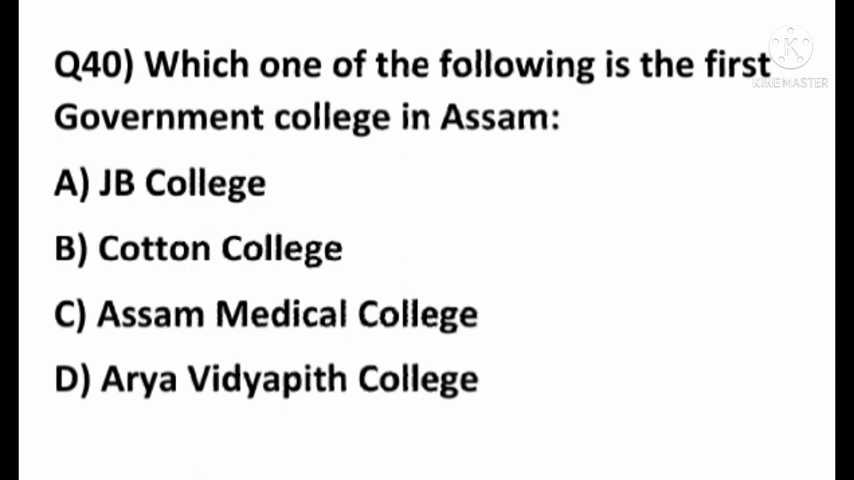 Q40) Which one of the following is the first
Government college in Assam:
A) JB College
B) Cotton College
C) Assam Medical College
D) Arya Vidyapith College
K
KINEMASTER